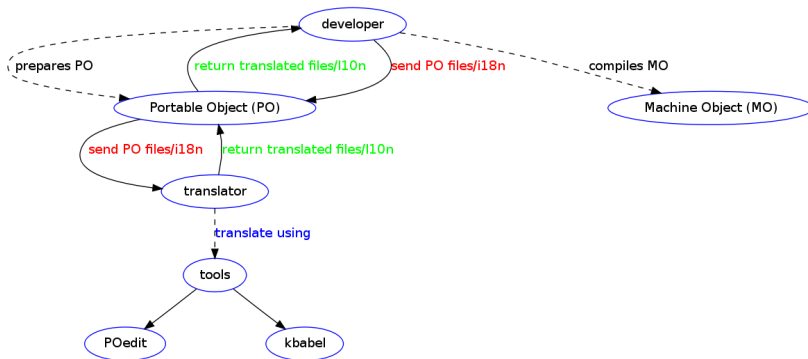 developer
prepares PO
return translated files/l10n
send PO files/i18n
compiles MO
Portable Object (PO)
Machine Object (MO)
send PO files/i18n
return translated files/l10n
translator
translate using
tools
POedit
kbabel